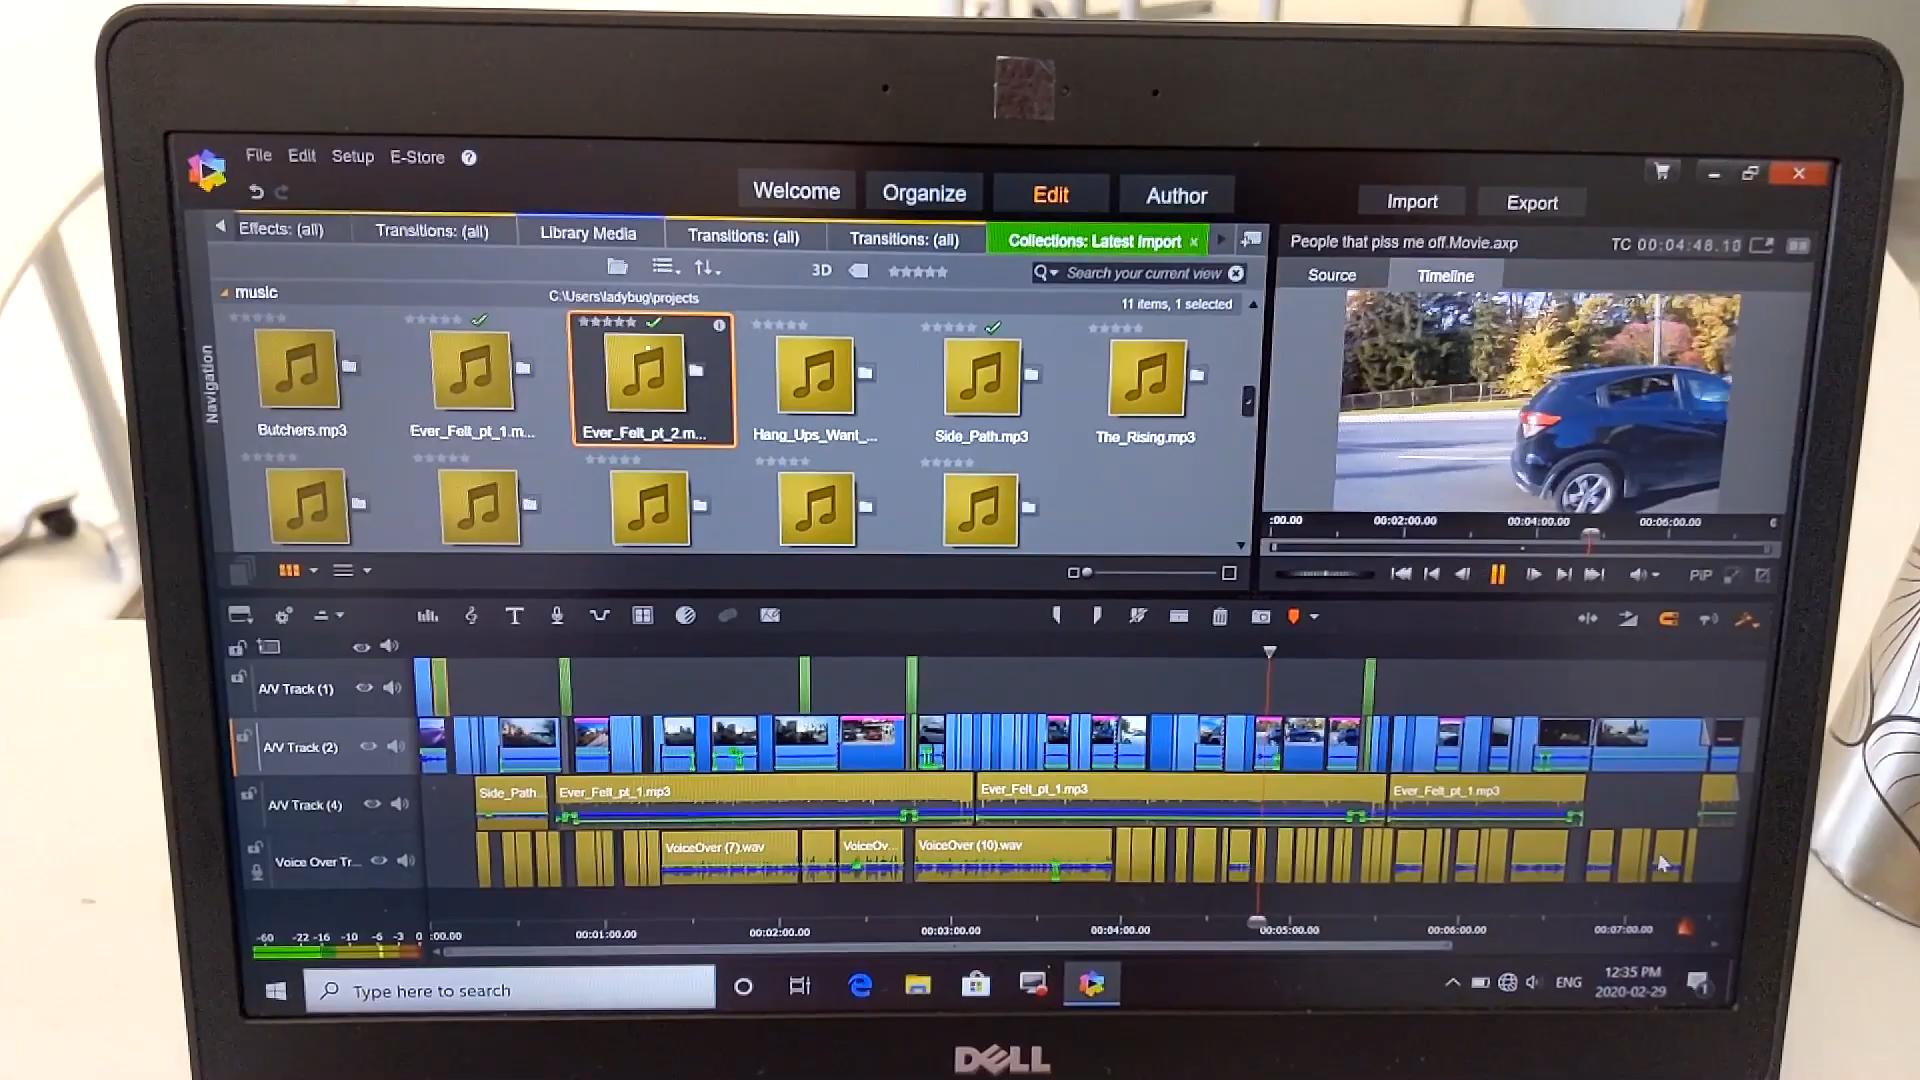 File Edit Setup E-Store ?
Welcome Organize Edit Author Import Export
Effects: (all) Transitions: (all) Library Media Transitions: (all) Transitions: (all) Collections: Latest Import x
People that piss me off.Movie.axp TC 00:04:48.10
Source Timeline
3D Search your current view
music C:\Users\ladybug\projects 11 items, 1 selected
Navigation
Butchers.mp3 Ever_Felt_pt_1.m... Ever_Felt_pt_2.m... Hang_Ups_Want_... Side_Path.mp3 The_Rising.mp3
:00.00 00:02:00.00 00:04:00.00 00:06:00.00
PiP
A/V Track (1)
A/V Track (2)
A/V Track (4) Side_Path... Ever_Felt_pt_1.mp3 Ever_Felt_pt_1.mp3 Ever_Felt_pt_1.mp3
Voice Over Tr... VoiceOver (7).wav VoiceOv... VoiceOver (10).wav
-60 -22 -16 -10 -6 -3 0 :00.00 00:01:00.00 00:02:00.00 00:03:00.00 00:04:00.00 00:05:00.00 00:06:00.00 00:07:00.00
Type here to search ENG 12:35 PM
2020-02-29 1
DELL